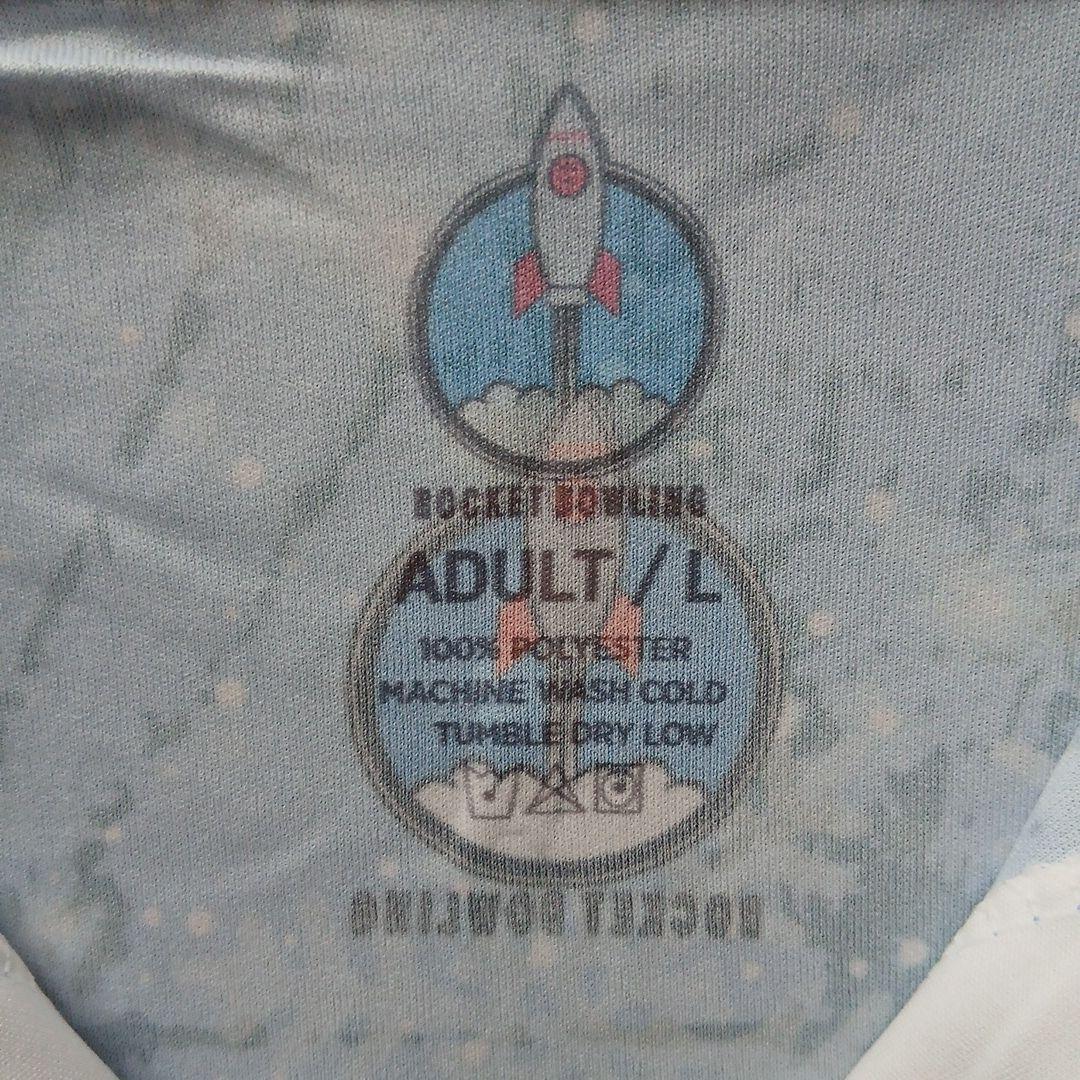 ROCKET BOWLING
ADULT / L
100% POLYESTER
MACHINE WASH COLD
TUMBLE DRY LOW
ROCKET BOWLING